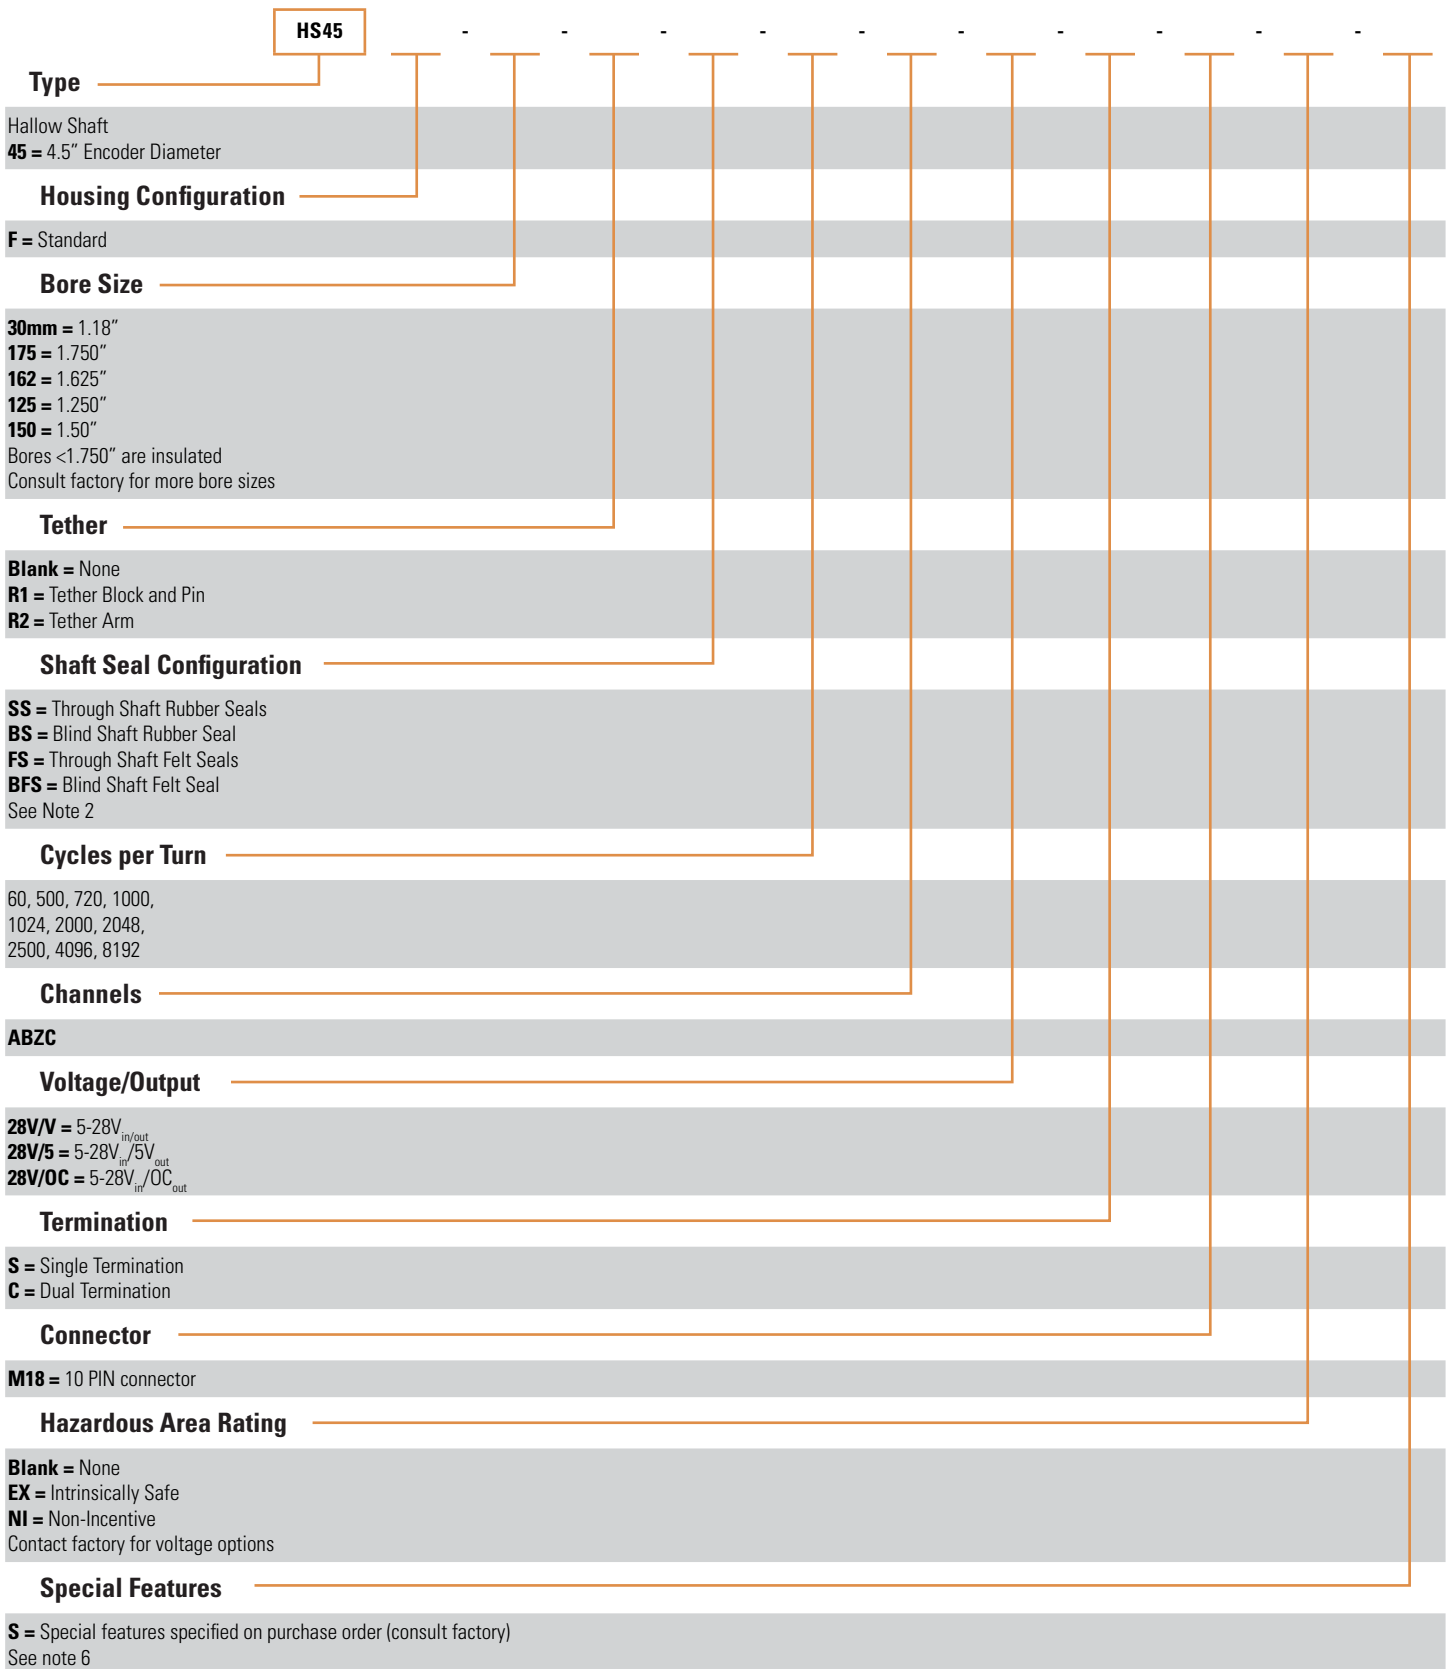 HS45 - - - - - - - - - -
Type
Hallow Shaft
45 = 4.5” Encoder Diameter
Housing Configuration
F = Standard
Bore Size
30mm = 1.18”
175 = 1.750”
162 = 1.625”
125 = 1.250”
150 = 1.50”
Bores <1.750” are insulated
Consult factory for more bore sizes
Tether
Blank = None
R1 = Tether Block and Pin
R2 = Tether Arm
Shaft Seal Configuration
SS = Through Shaft Rubber Seals
BS = Blind Shaft Rubber Seal
FS = Through Shaft Felt Seals
BFS = Blind Shaft Felt Seal
See Note 2
Cycles per Turn
60, 500, 720, 1000,
1024, 2000, 2048,
2500, 4096, 8192
Channels
ABZC
Voltage/Output
28V/V = 5-28Vin/out
28V/5 = 5-28Vin/5Vout
28V/OC = 5-28Vin/OCout
Termination
S = Single Termination
C = Dual Termination
Connector
M18 = 10 PIN connector
Hazardous Area Rating
Blank = None
EX = Intrinsically Safe
NI = Non-Incentive
Contact factory for voltage options
Special Features
S = Special features specified on purchase order (consult factory)
See note 6